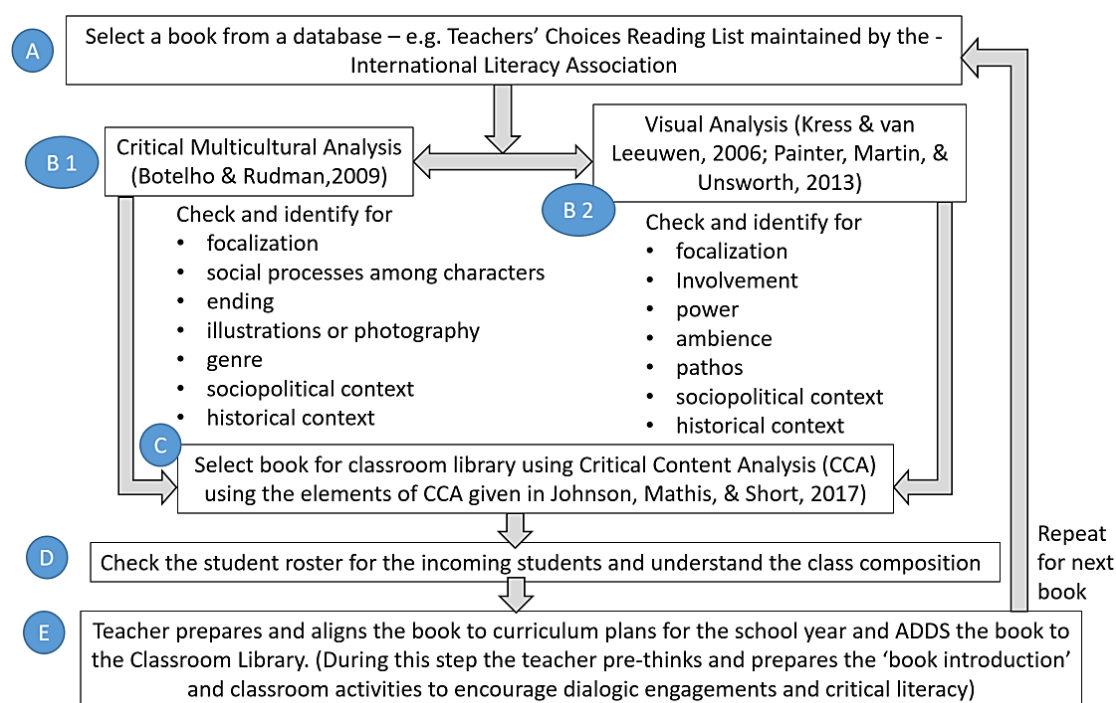 A
Select a book from a database – e.g. Teachers’ Choices Reading List maintained by the -
International Literacy Association
B 1
Critical Multicultural Analysis
(Botelho & Rudman,2009)
Check and identify for
• focalization
• social processes among characters
• ending
• illustrations or photography
• genre
• sociopolitical context
• historical context
Visual Analysis (Kress & van
Leeuwen, 2006; Painter, Martin, &
Unsworth, 2013)
B 2
Check and identify for
• focalization
• Involvement
• power
• ambience
• pathos
• sociopolitical context
• historical context
C
Select book for classroom library using Critical Content Analysis (CCA)
using the elements of CCA given in Johnson, Mathis, & Short, 2017)
D
Check the student roster for the incoming students and understand the class composition
E
Teacher prepares and aligns the book to curriculum plans for the school year and ADDS the book to
the Classroom Library. (During this step the teacher pre-thinks and prepares the ‘book introduction’
and classroom activities to encourage dialogic engagements and critical literacy)
Repeat
for next
book